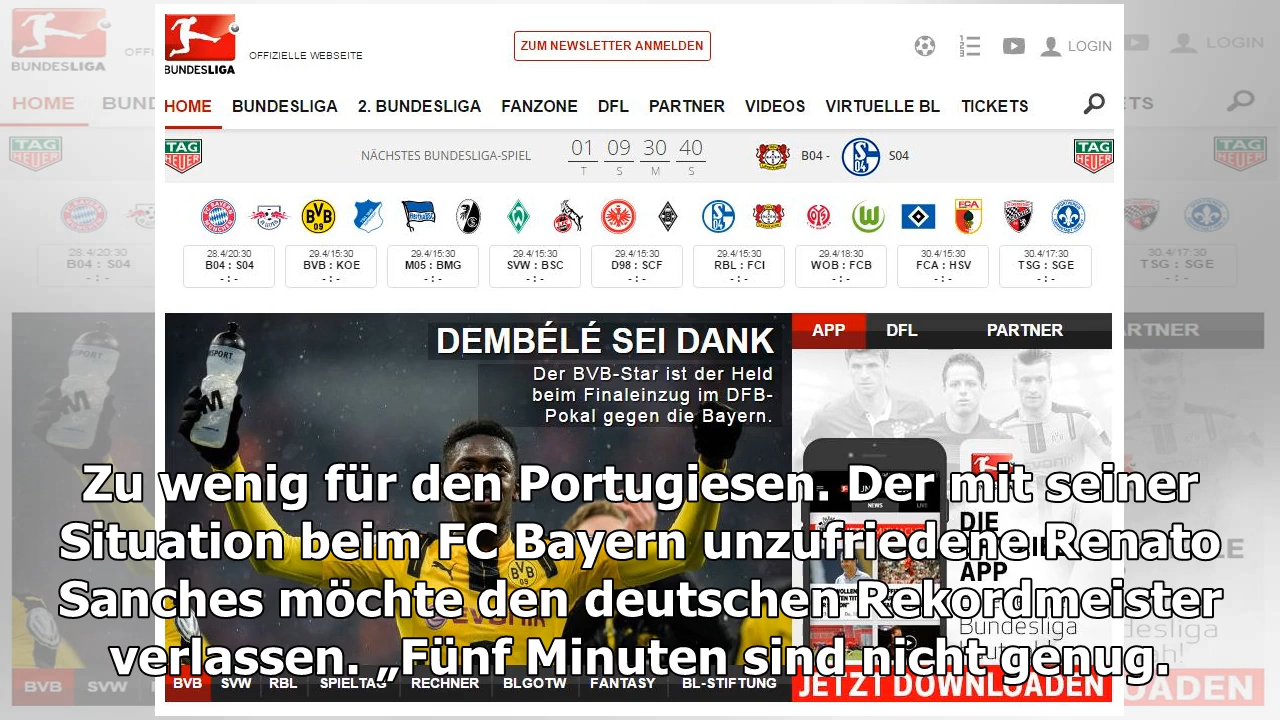 BUNDESLIGA
OFFIZIELLE WEBSEITE
ZUM NEWSLETTER ANMELDEN
LOGIN
HOME BUNDESLIGA 2. BUNDESLIGA FANZONE DFL PARTNER VIDEOS VIRTUELLE BL TICKETS
TAG HEUER
NÄCHSTES BUNDESLIGA-SPIEL
01 09 30 40
T S M S
B04 - S04
TAG HEUER
28.4/20:30 29.4/15:30 29.4/15:30 29.4/15:30 29.4/15:30 29.4/15:30 29.4/18:30 30.4/15:30 30.4/17:30
B04 : S04 BVB : KOE M05 : BMG SVW : BSC D98 : SCF RBL : FCI WOB : FCB FCA : HSV TSG : SGE
- : - - : - - : - - : - - : - - : - - : - - : - - : -
DEMBÉLÉ SEI DANK
Der BVB-Star ist der Held
beim Finaleinzug im DFB-
Pokal gegen die Bayern.
APP DFL PARTNER
DIE
APP
Bundesliga
Zu wenig für den Portugiesen. Der mit seiner
Situation beim FC Bayern unzufriedene Renato
Sanches möchte den deutschen Rekordmeister
verlassen. „Fünf Minuten sind nicht genug.
BVB SVW RBL SPIELTAG RECHNER BLGOTW FANTASY BL-STIFTUNG
JETZT DOWNLOADEN